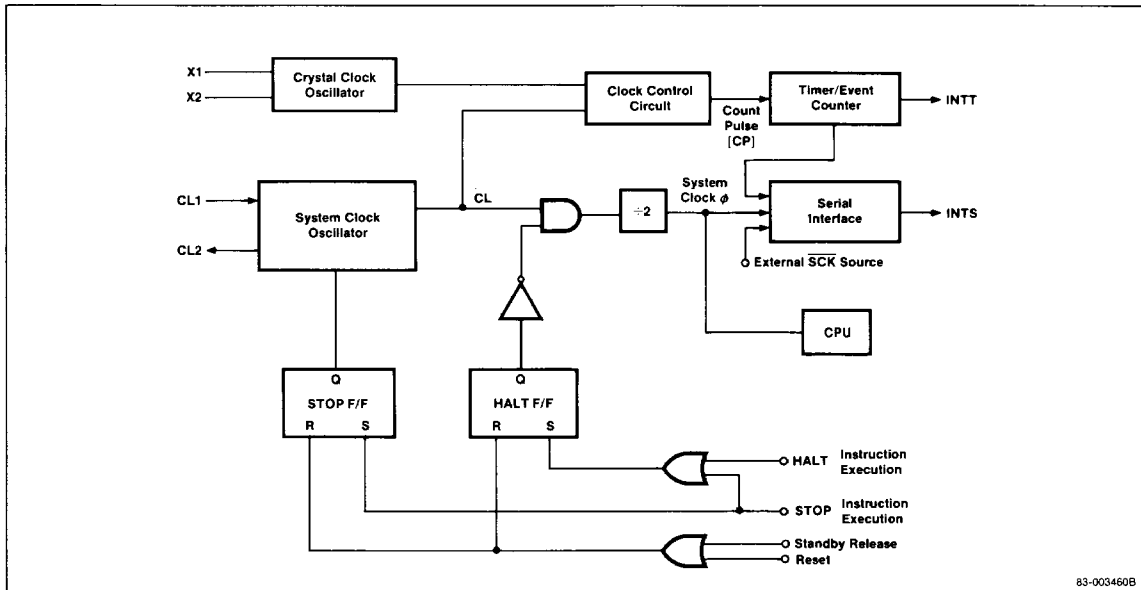 X1
X2
Crystal Clock
Oscillator
Clock Control
Circuit
Count
Pulse
[CP]
Timer/Event
Counter
INTT
CL1
CL2
System Clock
Oscillator
CL
÷2
System
Clock ϕ
Serial
Interface
INTS
External S̅C̅K̅ Source
CPU
Q
STOP F/F
R S
Q
HALT F/F
R S
HALT Instruction
Execution
STOP Instruction
Execution
Standby Release
Reset
83-003460B